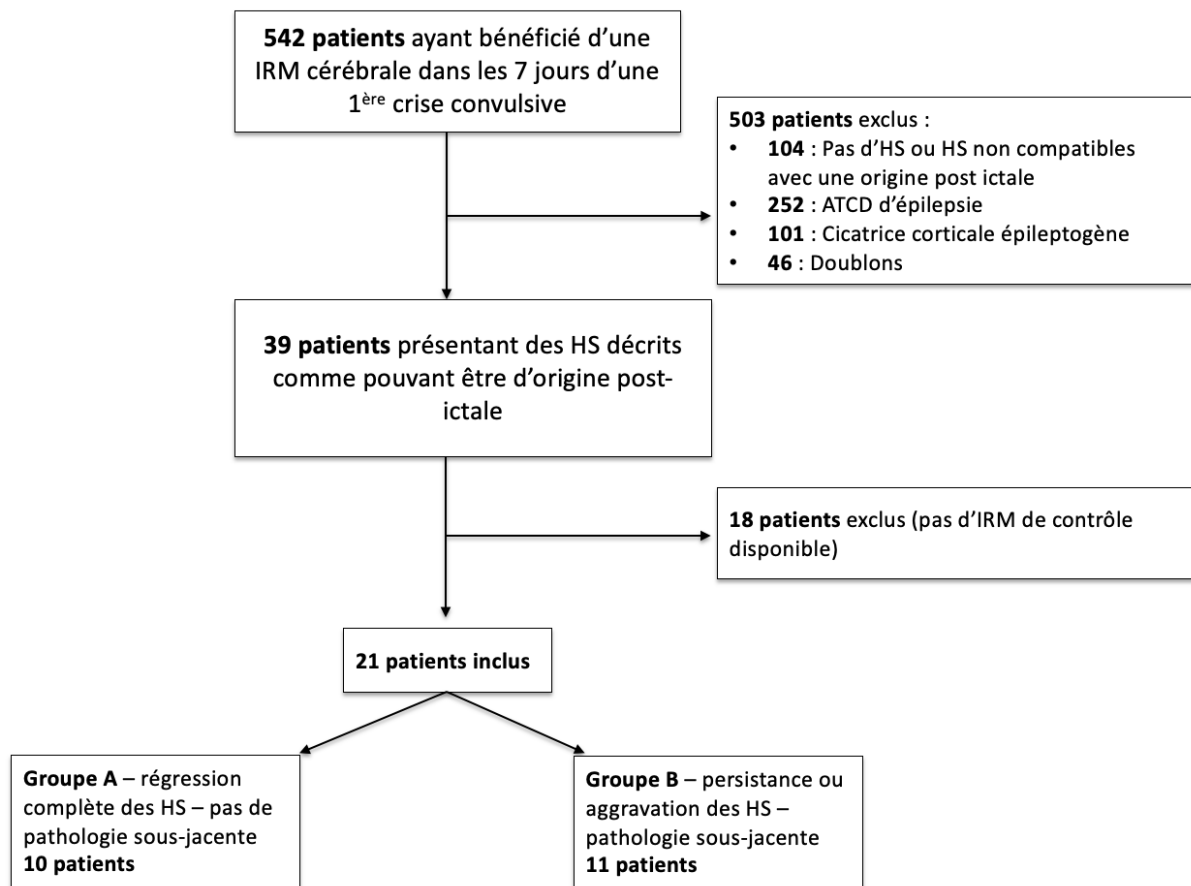 542 patients ayant bénéficié d’une
IRM cérébrale dans les 7 jours d’une
1ère crise convulsive
503 patients exclus :
• 104 : Pas d’HS ou HS non compatibles
avec une origine post ictale
• 252 : ATCD d’épilepsie
• 101 : Cicatrice corticale épileptogène
• 46 : Doublons
39 patients présentant des HS décrits
comme pouvant être d’origine post-
ictale
18 patients exclus (pas d’IRM de contrôle
disponible)
21 patients inclus
Groupe A – régression
complète des HS – pas de
pathologie sous-jacente
10 patients
Groupe B – persistance ou
aggravation des HS –
pathologie sous-jacente
11 patients